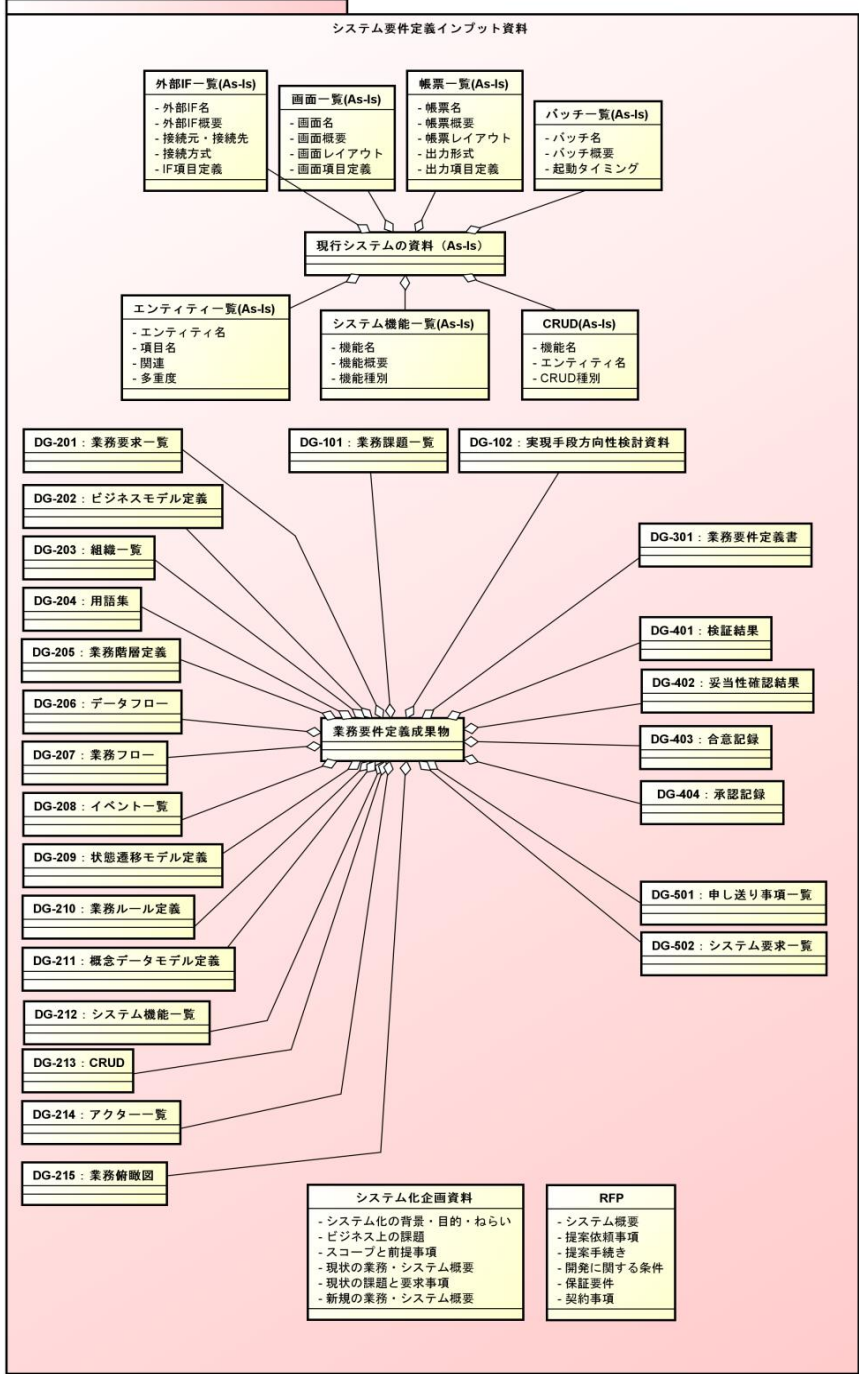 システム要件定義インプット資料
外部IF一覧(As-Is)
- 外部IF名
- 外部IF概要
- 接続元・接続先
- 接続方式
- IF項目定義
画面一覧(As-Is)
- 画面名
- 画面概要
- 画面レイアウト
- 画面項目定義
帳票一覧(As-Is)
- 帳票名
- 帳票概要
- 帳票レイアウト
- 出力形式
- 出力項目定義
バッチ一覧(As-Is)
- バッチ名
- バッチ概要
- 起動タイミング
現行システムの資料（As-Is）
エンティティ一覧(As-Is)
- エンティティ名
- 項目名
- 関連
- 多重度
システム機能一覧(As-Is)
- 機能名
- 機能概要
- 機能種別
CRUD(As-Is)
- 機能名
- エンティティ名
- CRUD種別
DG-201：業務要求一覧
DG-101：業務課題一覧
DG-102：実現手段方向性検討資料
DG-202：ビジネスモデル定義
DG-203：組織一覧
DG-204：用語集
DG-205：業務階層定義
DG-206：データフロー
DG-207：業務フロー
DG-208：イベント一覧
DG-209：状態遷移モデル定義
DG-210：業務ルール定義
DG-211：概念データモデル定義
DG-212：システム機能一覧
DG-213：CRUD
DG-214：アクター一覧
DG-215：業務俯瞰図
業務要件定義成果物
DG-301：業務要件定義書
DG-401：検証結果
DG-402：妥当性確認結果
DG-403：合意記録
DG-404：承認記録
DG-501：申し送り事項一覧
DG-502：システム要求一覧
システム化企画資料
- システム化の背景・目的・ねらい
- ビジネス上の課題
- スコープと前提事項
- 現状の業務・システム概要
- 現状の課題と要求事項
- 新規の業務・システム概要
RFP
- システム概要
- 提案依頼事項
- 提案手続き
- 開発に関する条件
- 保証要件
- 契約事項